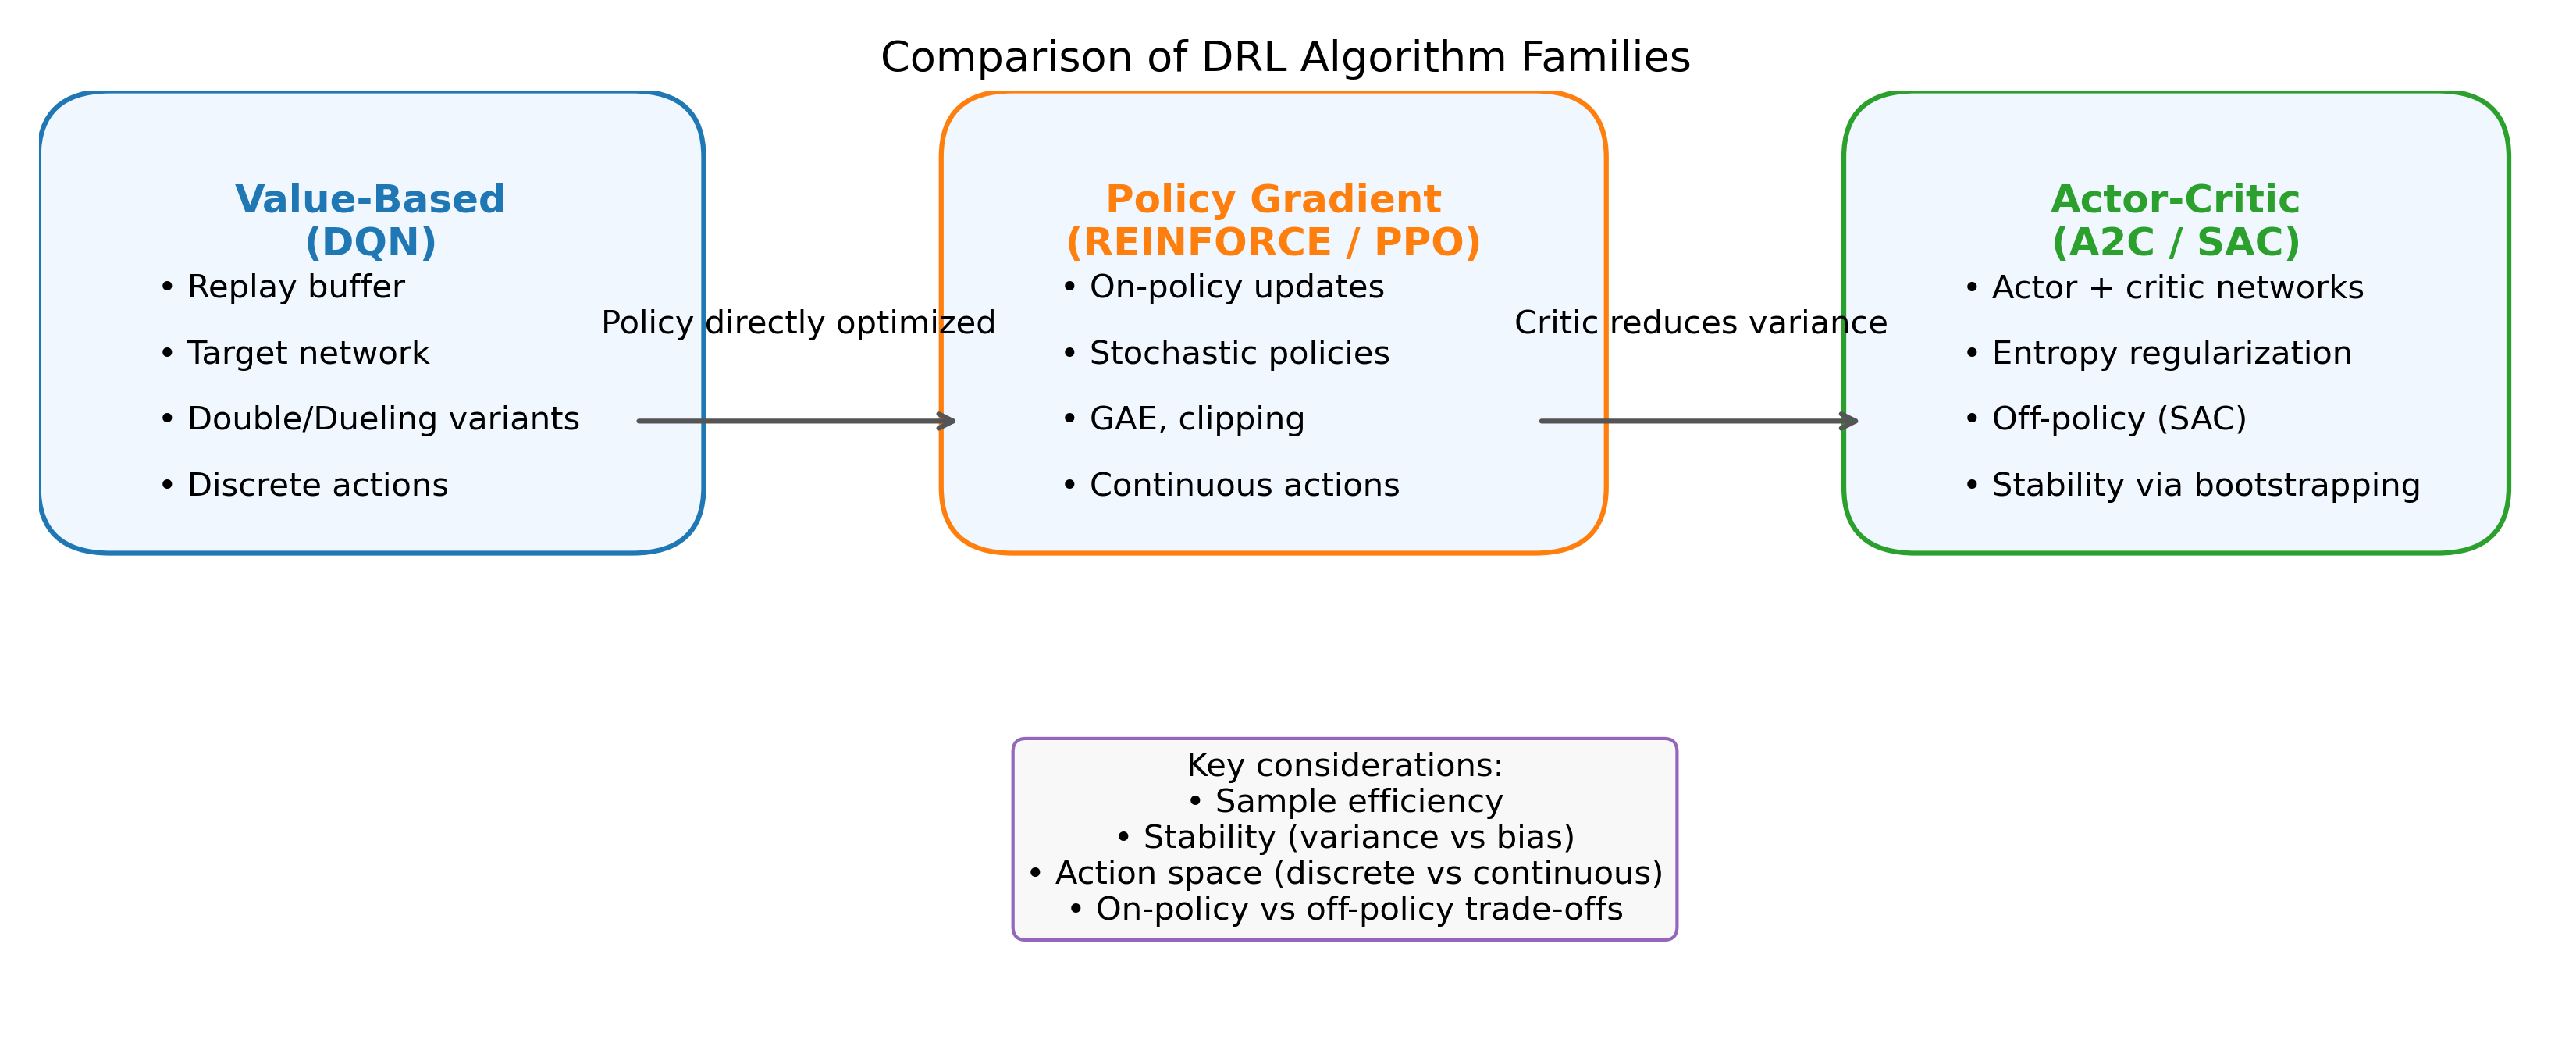 Comparison of DRL Algorithm Families
Value-Based
(DQN)
• Replay buffer
• Target network
• Double/Dueling variants
• Discrete actions
Policy directly optimized
Policy Gradient
(REINFORCE / PPO)
• On-policy updates
• Stochastic policies
• GAE, clipping
• Continuous actions
Critic reduces variance
Actor-Critic
(A2C / SAC)
• Actor + critic networks
• Entropy regularization
• Off-policy (SAC)
• Stability via bootstrapping
Key considerations:
• Sample efficiency
• Stability (variance vs bias)
• Action space (discrete vs continuous)
• On-policy vs off-policy trade-offs